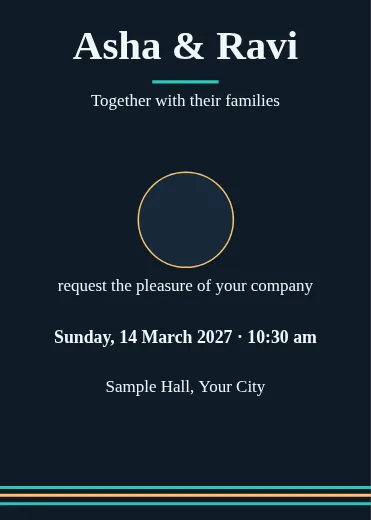 Asha & Ravi
Together with their families
request the pleasure of your company
Sunday, 14 March 2027 · 10:30 am
Sample Hall, Your City